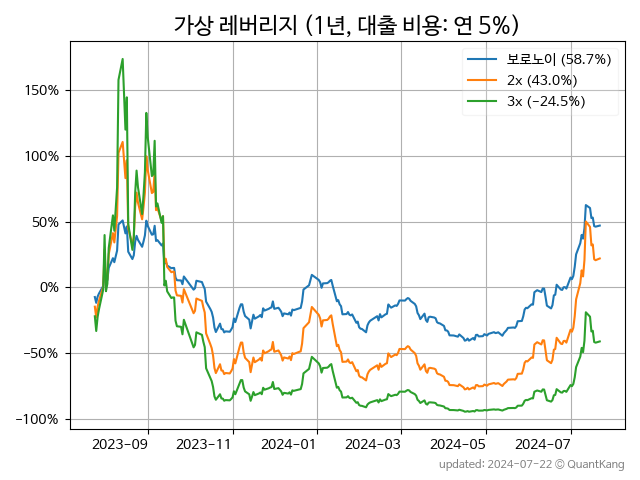 가상 레버리지 (1년, 대출 비용: 연 5%)
보로노이 (58.7%)
2x (43.0%)
3x (−24.5%)
150%
100%
50%
0%
−50%
−100%
2023-09 2023-11 2024-01 2024-03 2024-05 2024-07
updated: 2024-07-22 © QuantKang